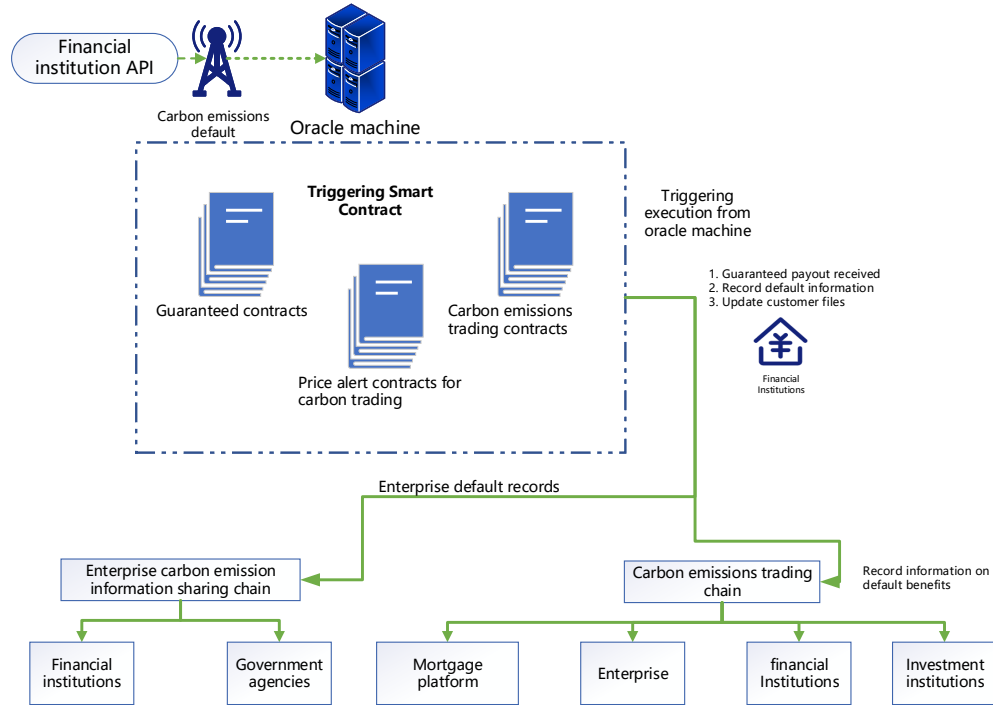 Financial
institution API
Carbon emissions
default
Oracle machine
Triggering Smart
Contract
Guaranteed contracts
Price alert contracts for
carbon trading
Carbon emissions
trading contracts
Triggering
execution from
oracle machine
1. Guaranteed payout received
2. Record default information
3. Update customer files
Financial
Institutions
Enterprise default records
Enterprise carbon emission
information sharing chain
Carbon emissions trading
chain
Record information on
default benefits
Financial
institutions
Government
agencies
Mortgage
platform
Enterprise
financial
Institutions
Investment
institutions